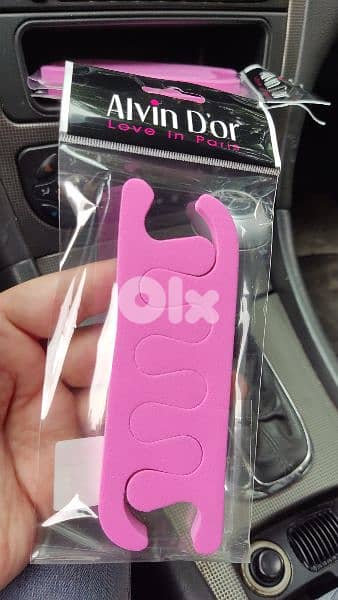 Alvin D'or
Love in Paris
Olx